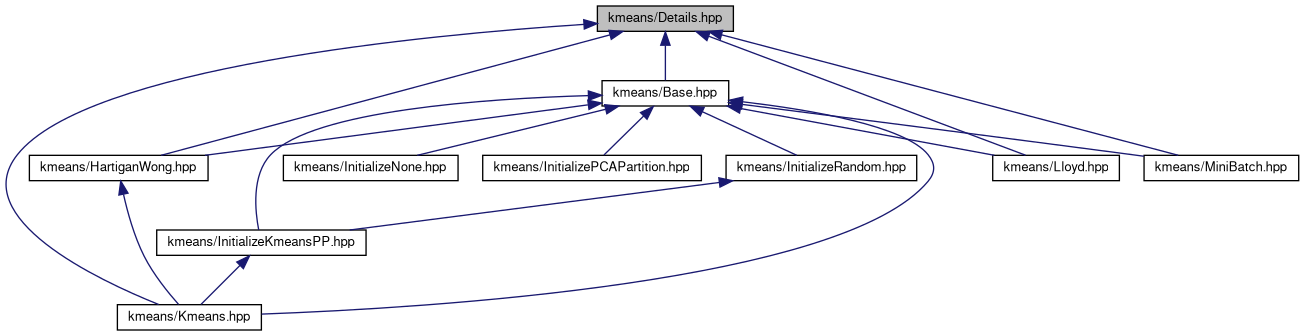 kmeans/Details.hpp
kmeans/Base.hpp
kmeans/HartiganWong.hpp
kmeans/InitializeNone.hpp
kmeans/InitializePCAPartition.hpp
kmeans/InitializeRandom.hpp
kmeans/Lloyd.hpp
kmeans/MiniBatch.hpp
kmeans/InitializeKmeansPP.hpp
kmeans/Kmeans.hpp